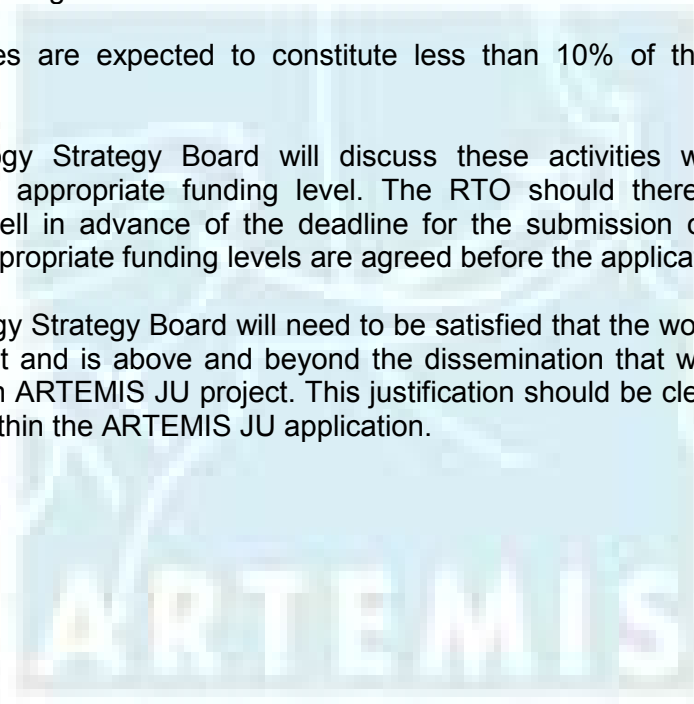 es are expected to constitute less than 10% of th
gy Strategy Board will discuss these activities w
appropriate funding level. The RTO should there
ell in advance of the deadline for the submission
propriate funding levels are agreed before the applica
gy Strategy Board will need to be satisfied that the wo
t and is above and beyond the dissemination that w
ARTEMIS JU project. This justification should be cle
thin the ARTEMIS JU application.
ARTEMIS